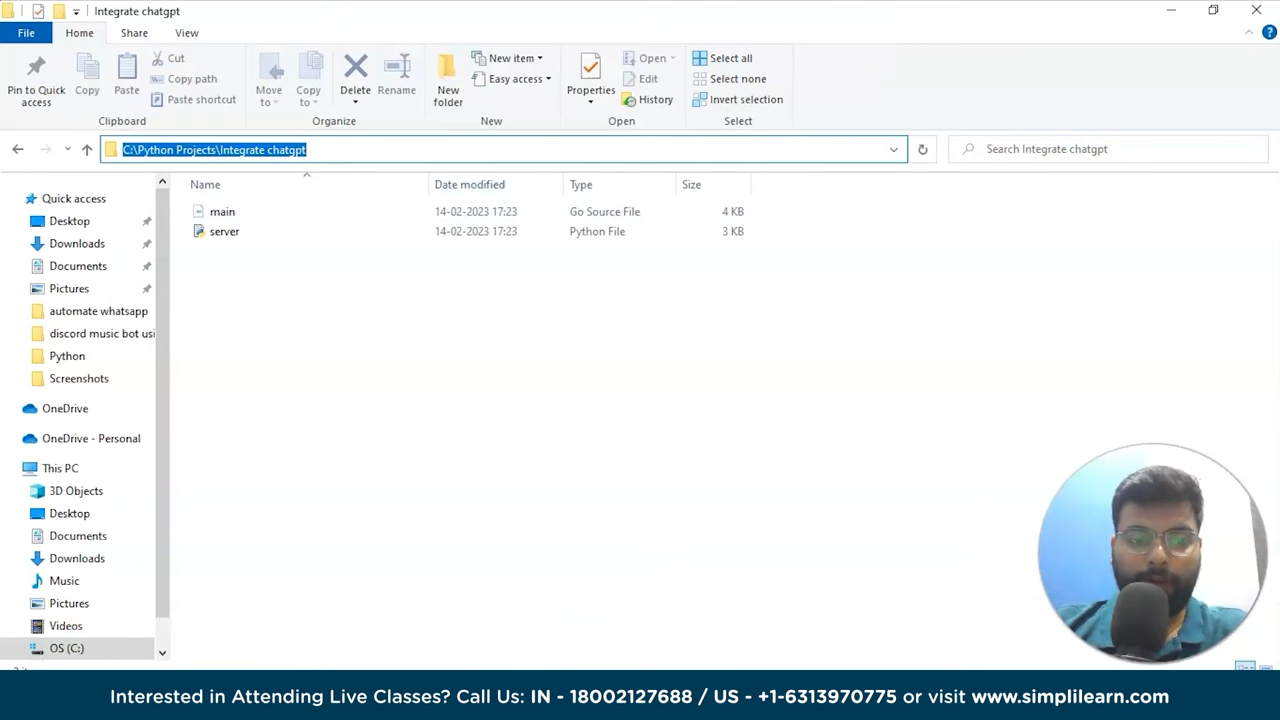 Integrate chatgpt
File
Home
Share
View
Pin to Quick access
Copy
Paste
Cut
Copy path
Paste shortcut
Clipboard
Move to
Copy to
Delete
Rename
Organize
New folder
New item
Easy access
New
Properties
Open
Edit
History
Open
Select all
Select none
Invert selection
Select
C:\Python Projects\Integrate chatgpt
Search Integrate chatgpt
Quick access
Desktop
Downloads
Documents
Pictures
automate whatsapp
discord music bot usi
Python
Screenshots
OneDrive
OneDrive - Personal
This PC
3D Objects
Desktop
Documents
Downloads
Music
Pictures
Videos
OS (C:)
Name Date modified Type Size
main 14-02-2023 17:23 Go Source File 4 KB
server 14-02-2023 17:23 Python File 3 KB
Interested in Attending Live Classes? Call Us: IN - 18002127688 / US - +1-6313970775 or visit www.simplilearn.com